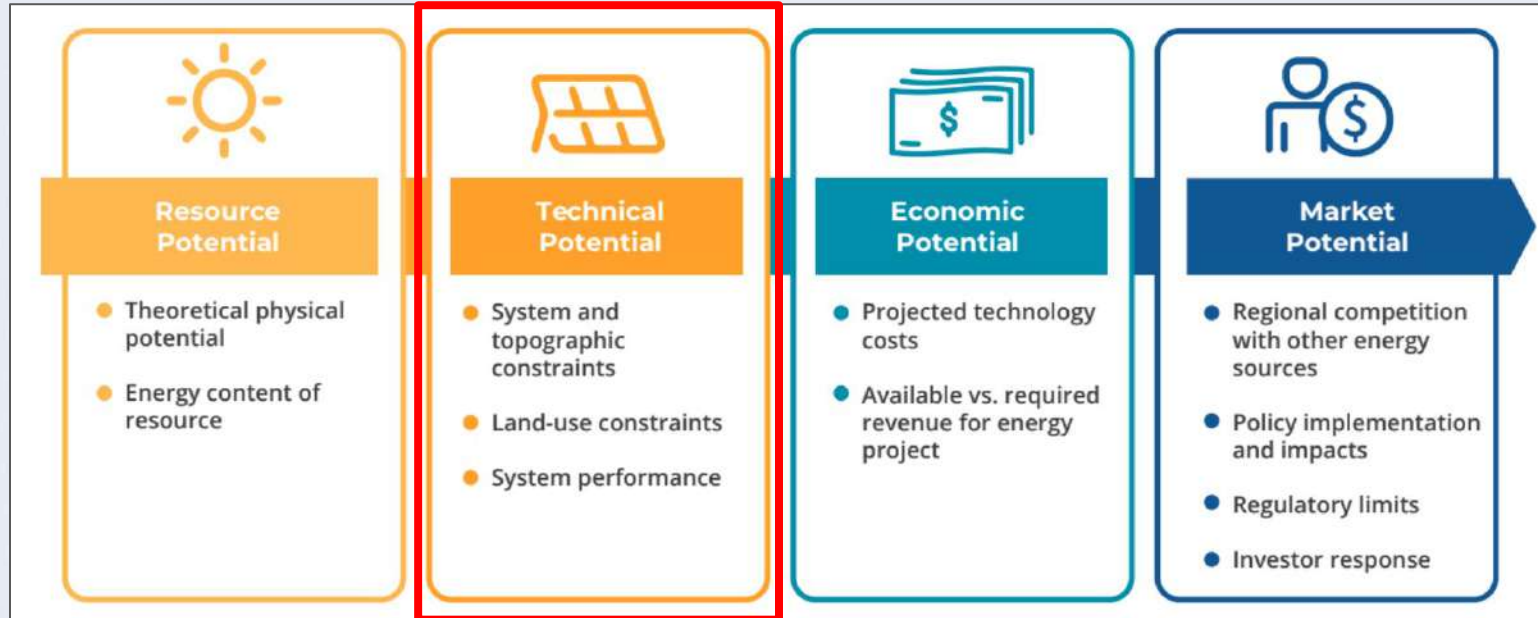 Resource
Potential
Theoretical physical
potential
Energy content of
resource
Technical
Potential
System and
topographic
constraints
Land-use constraints
System performance
$
Economic
Potential
Projected technology
costs
Available vs. required
revenue for energy
project
$
Market
Potential
Regional competition
with other energy
sources
Policy implementation
and impacts
Regulatory limits
Investor response